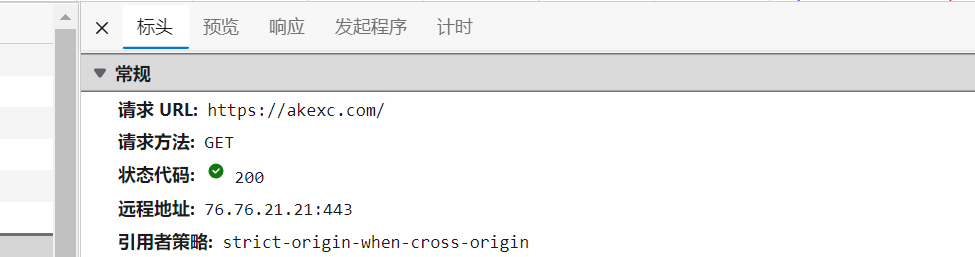 标头 预览 响应 发起程序 计时
常规
请求 URL: https://akexc.com/
请求方法: GET
状态代码: 200
远程地址: 76.76.21.21:443
引用者策略: strict-origin-when-cross-origin